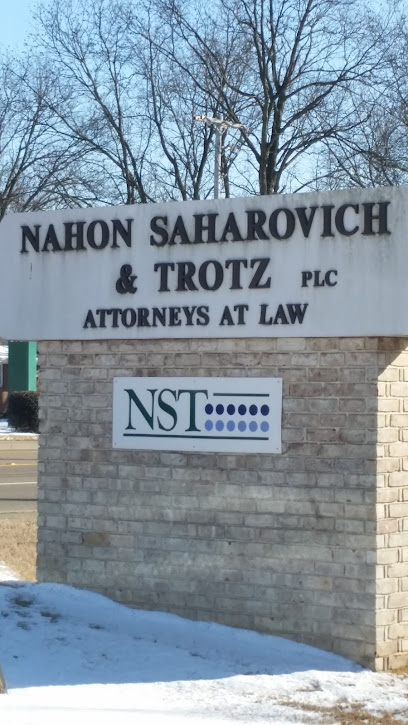 NAHON SAHAROVICH
& TROTZ PLC
ATTORNEYS AT LAW
NST